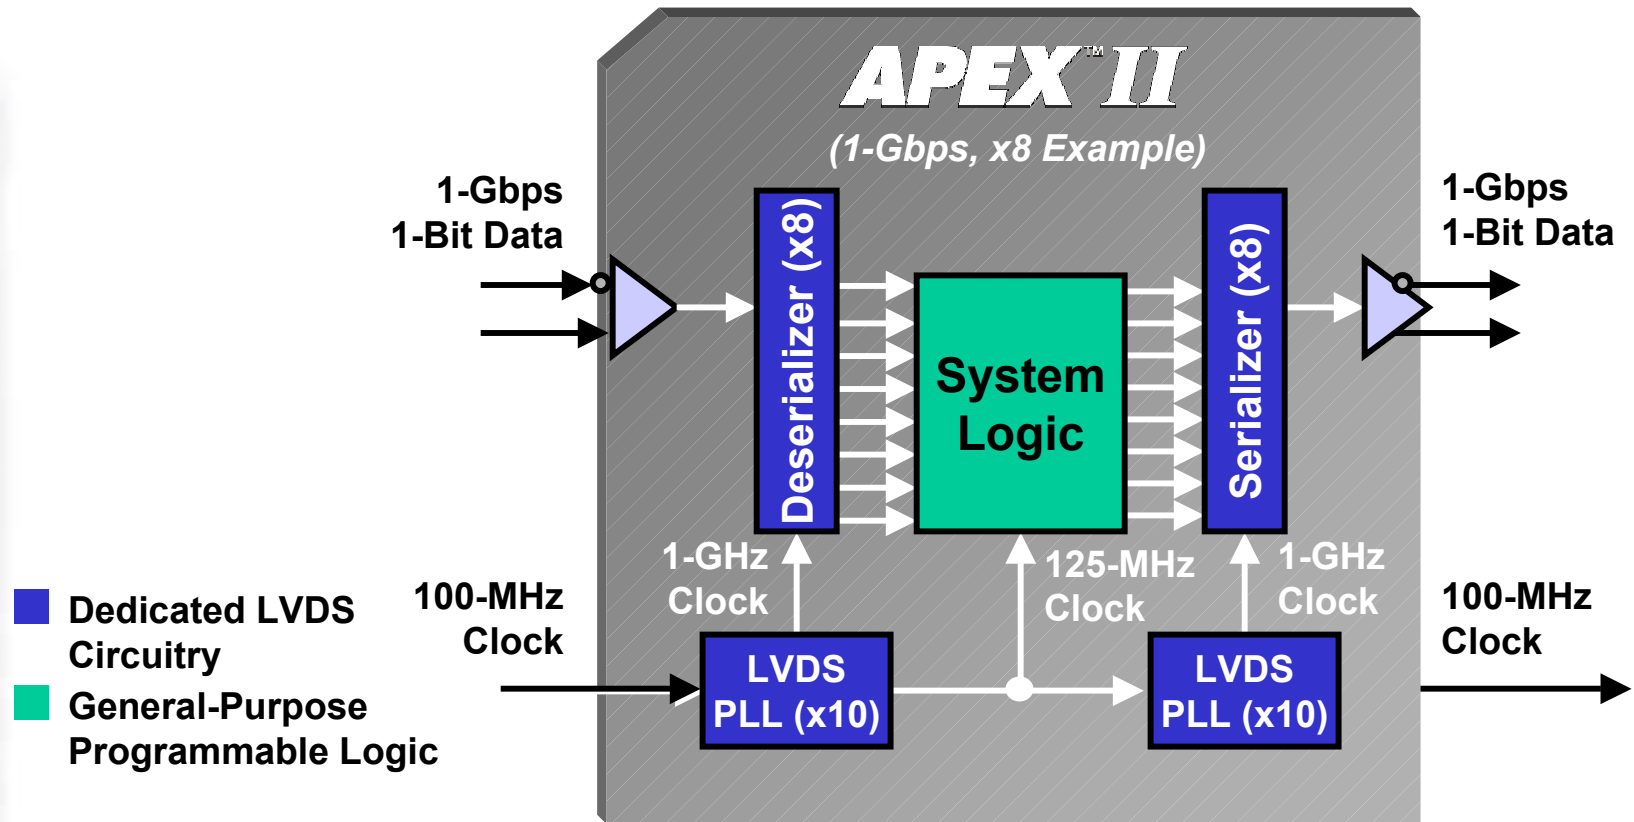 APEX™ II
(1-Gbps, x8 Example)
1-Gbps
1-Bit Data
Deserializer (x8)
System
Logic
Serializer (x8)
1-Gbps
1-Bit Data
1-GHz
Clock
125-MHz
Clock
1-GHz
Clock
100-MHz
Clock
LVDS
PLL (x10)
LVDS
PLL (x10)
100-MHz
Clock
Dedicated LVDS
Circuitry
General-Purpose
Programmable Logic